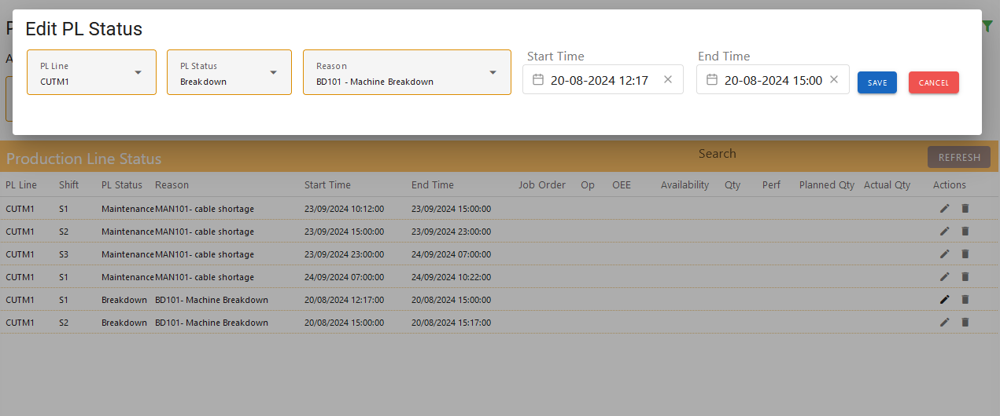 Edit PL Status
PL Line
CUTM1
PL Status
Breakdown
Reason
BD101 - Machine Breakdown
Start Time
20-08-2024 12:17
End Time
20-08-2024 15:00
SAVE
CANCEL
Production Line Status
Search
REFRESH
PL Line Shift PL Status Reason Start Time End Time Job Order Op OEE Availability Qty Perf Planned Qty Actual Qty Actions
CUTM1 S1 Maintenance MAN101- cable shortage 23/09/2024 10:12:00 23/09/2024 15:00:00
CUTM1 S2 Maintenance MAN101- cable shortage 23/09/2024 15:00:00 23/09/2024 23:00:00
CUTM1 S3 Maintenance MAN101- cable shortage 23/09/2024 23:00:00 24/09/2024 07:00:00
CUTM1 S1 Maintenance MAN101- cable shortage 24/09/2024 07:00:00 24/09/2024 10:22:00
CUTM1 S1 Breakdown BD101- Machine Breakdown 20/08/2024 12:17:00 20/08/2024 15:00:00
CUTM1 S2 Breakdown BD101- Machine Breakdown 20/08/2024 15:00:00 20/08/2024 15:17:00